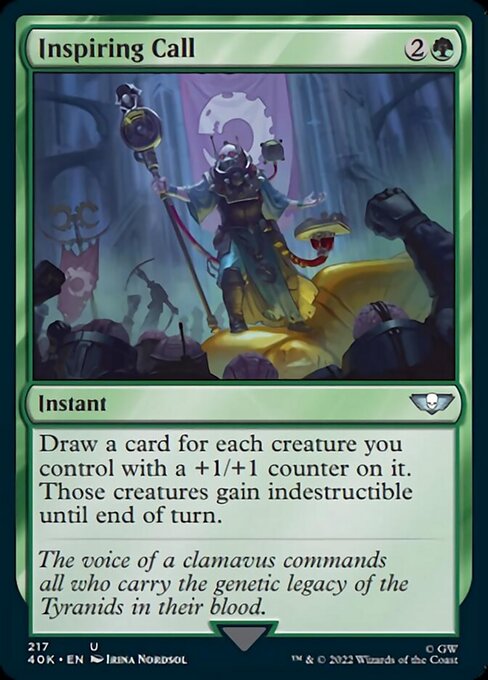 Inspiring Call 2
Instant
Draw a card for each creature you
control with a +1/+1 counter on it.
Those creatures gain indestructible
until end of turn.
The voice of a clamavus commands
all who carry the genetic legacy of the
Tyranids in their blood.
217 U
40K • EN Irina Nordsol
© GW
™ & © 2022 Wizards of the Coast